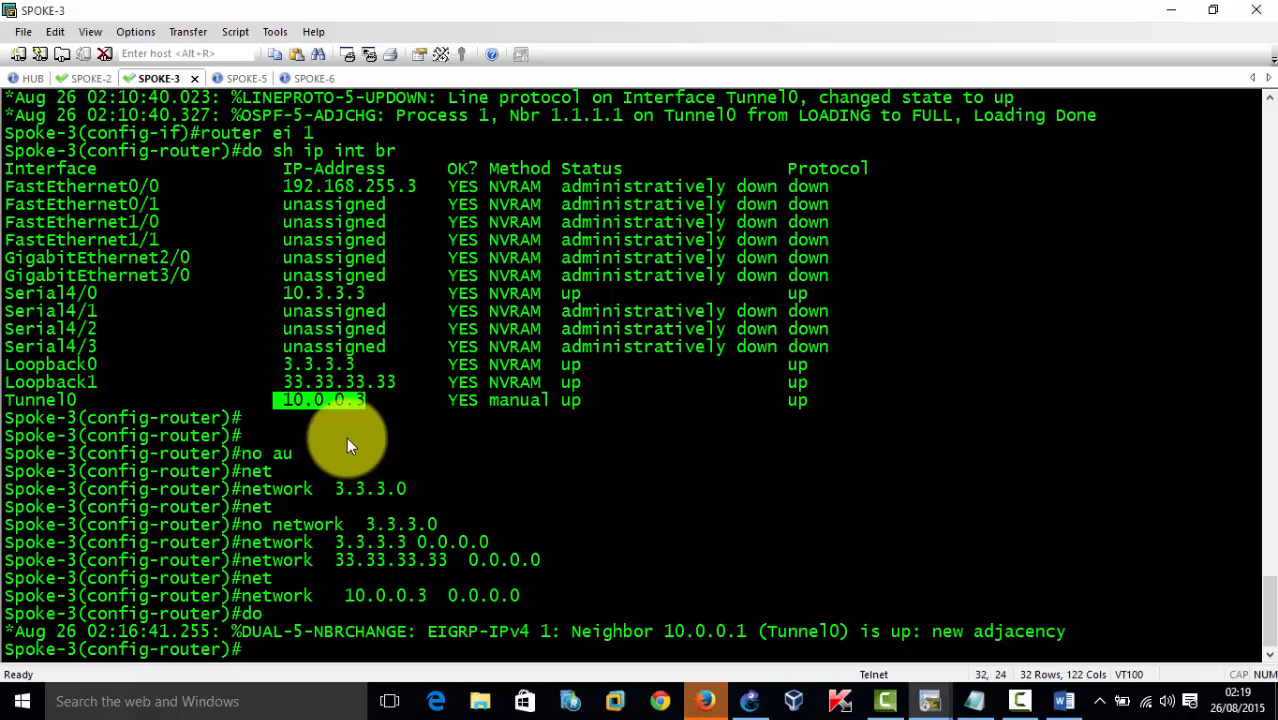 SPOKE-3
File Edit View Options Transfer Script Tools Help
Enter host <Alt+R>
HUB SPOKE-2 SPOKE-3 SPOKE-5 SPOKE-6
*Aug 26 02:10:40.023: %LINEPROTO-5-UPDOWN: Line protocol on Interface Tunnel0, changed state to up
*Aug 26 02:10:40.327: %OSPF-5-ADJCHG: Process 1, Nbr 1.1.1.1 on Tunnel0 from LOADING to FULL, Loading Done
Spoke-3(config-if)#router ei 1
Spoke-3(config-router)#do sh ip int br
Interface IP-Address OK? Method Status Protocol
FastEthernet0/0 192.168.255.3 YES NVRAM administratively down down
FastEthernet0/1 unassigned YES NVRAM administratively down down
FastEthernet1/0 unassigned YES NVRAM administratively down down
FastEthernet1/1 unassigned YES NVRAM administratively down down
GigabitEthernet2/0 unassigned YES NVRAM administratively down down
GigabitEthernet3/0 unassigned YES NVRAM administratively down down
Serial4/0 10.3.3.3 YES NVRAM up up
Serial4/1 unassigned YES NVRAM administratively down down
Serial4/2 unassigned YES NVRAM administratively down down
Serial4/3 unassigned YES NVRAM administratively down down
Loopback0 3.3.3.3 YES NVRAM up up
Loopback1 33.33.33.33 YES NVRAM up up
Tunnel0 10.0.0.3 YES manual up up
Spoke-3(config-router)#
Spoke-3(config-router)#
Spoke-3(config-router)#no au
Spoke-3(config-router)#net
Spoke-3(config-router)#network 3.3.3.0
Spoke-3(config-router)#net
Spoke-3(config-router)#no network 3.3.3.0
Spoke-3(config-router)#network 3.3.3.3 0.0.0.0
Spoke-3(config-router)#network 33.33.33.33 0.0.0.0
Spoke-3(config-router)#net
Spoke-3(config-router)#network 10.0.0.3 0.0.0.0
Spoke-3(config-router)#do
*Aug 26 02:16:41.255: %DUAL-5-NBRCHANGE: EIGRP-IPv4 1: Neighbor 10.0.0.1 (Tunnel0) is up: new adjacency
Spoke-3(config-router)#
Ready Telnet 32, 24 32 Rows, 122 Cols VT100 CAP NUM
Search the web and Windows
02:19
26/08/2015